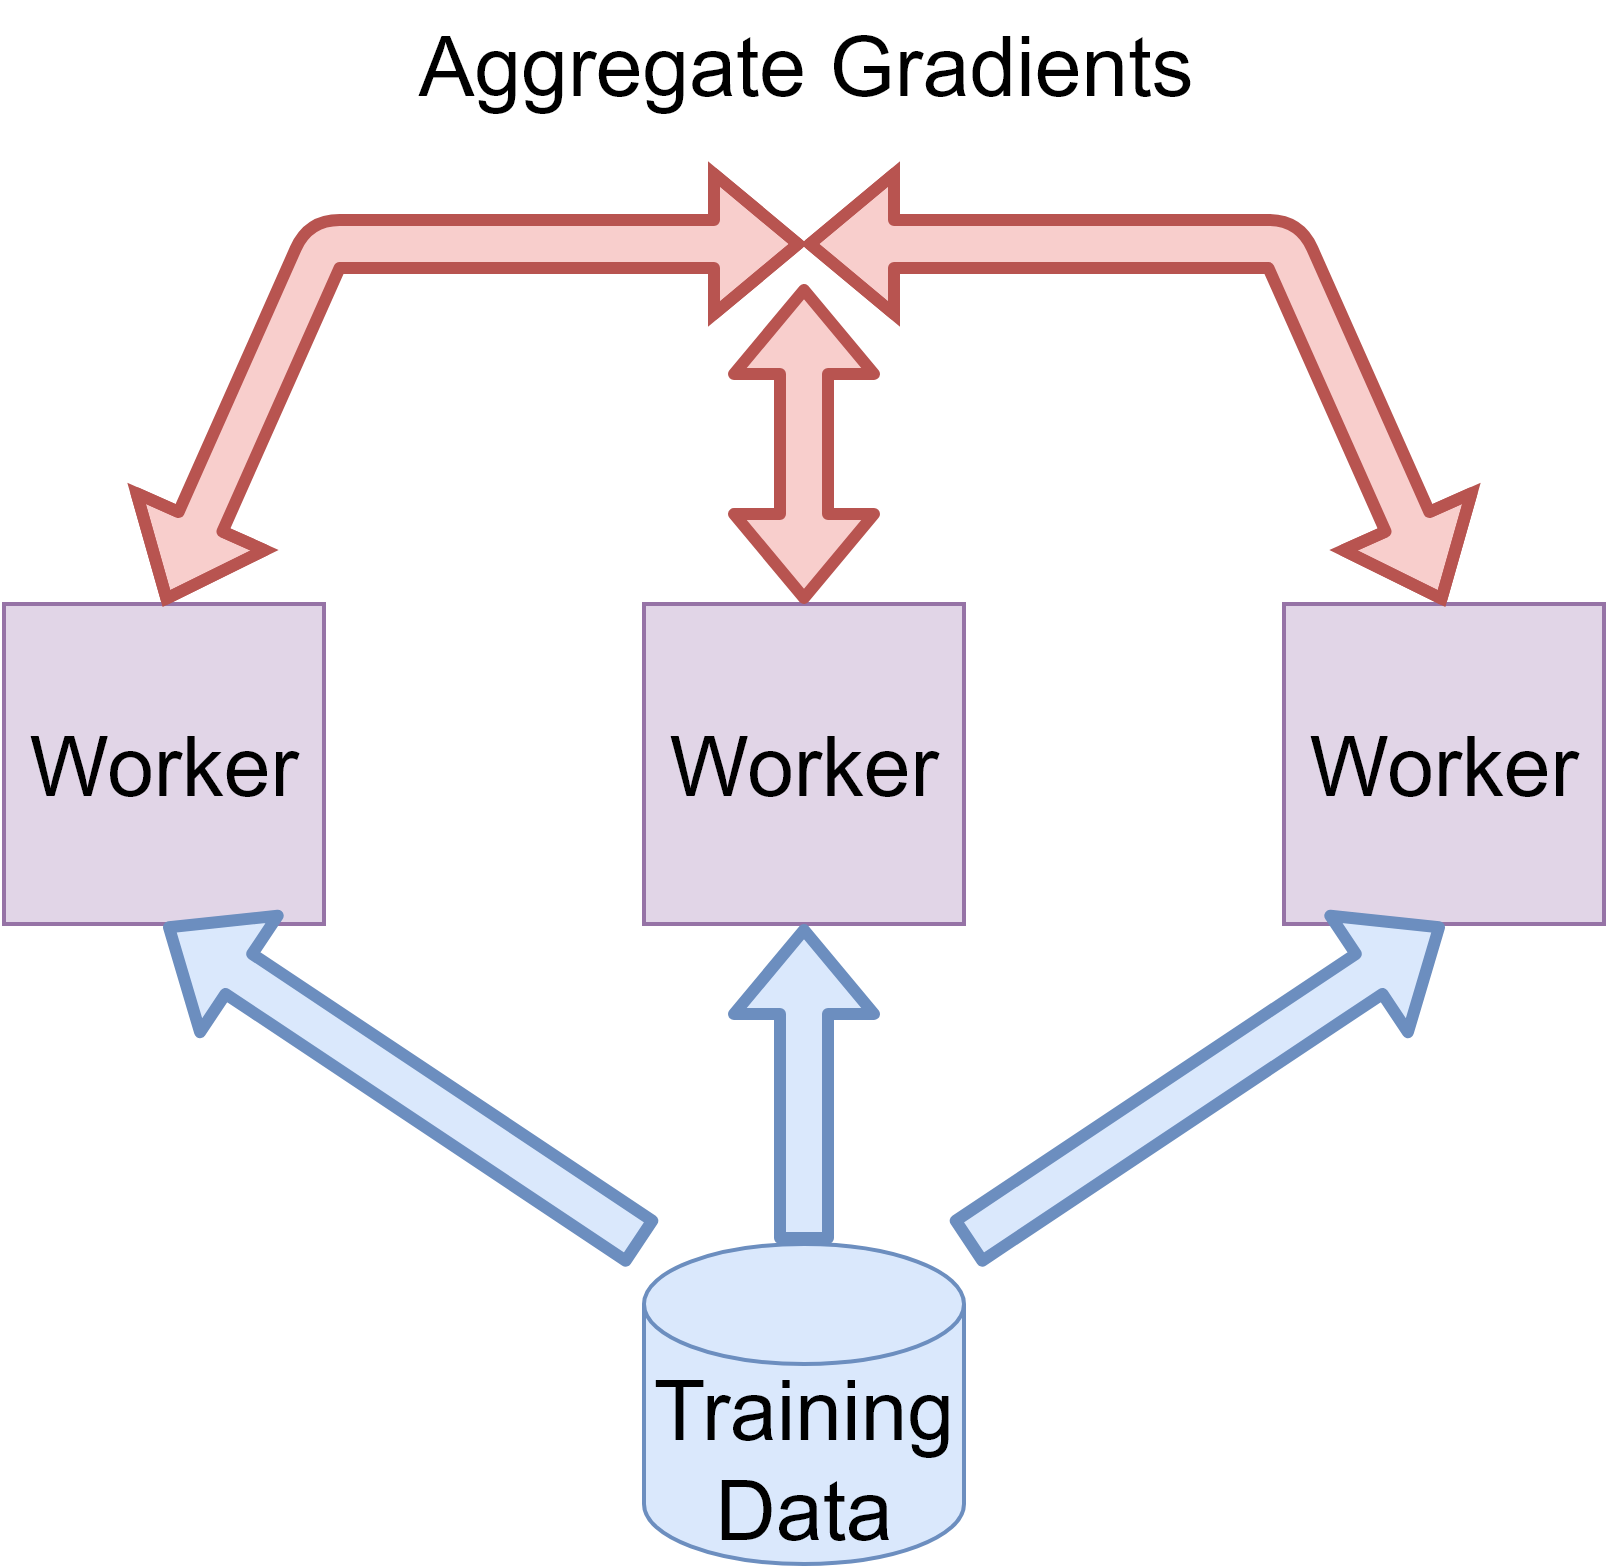 Aggregate Gradients
Worker Worker Worker
Training
Data